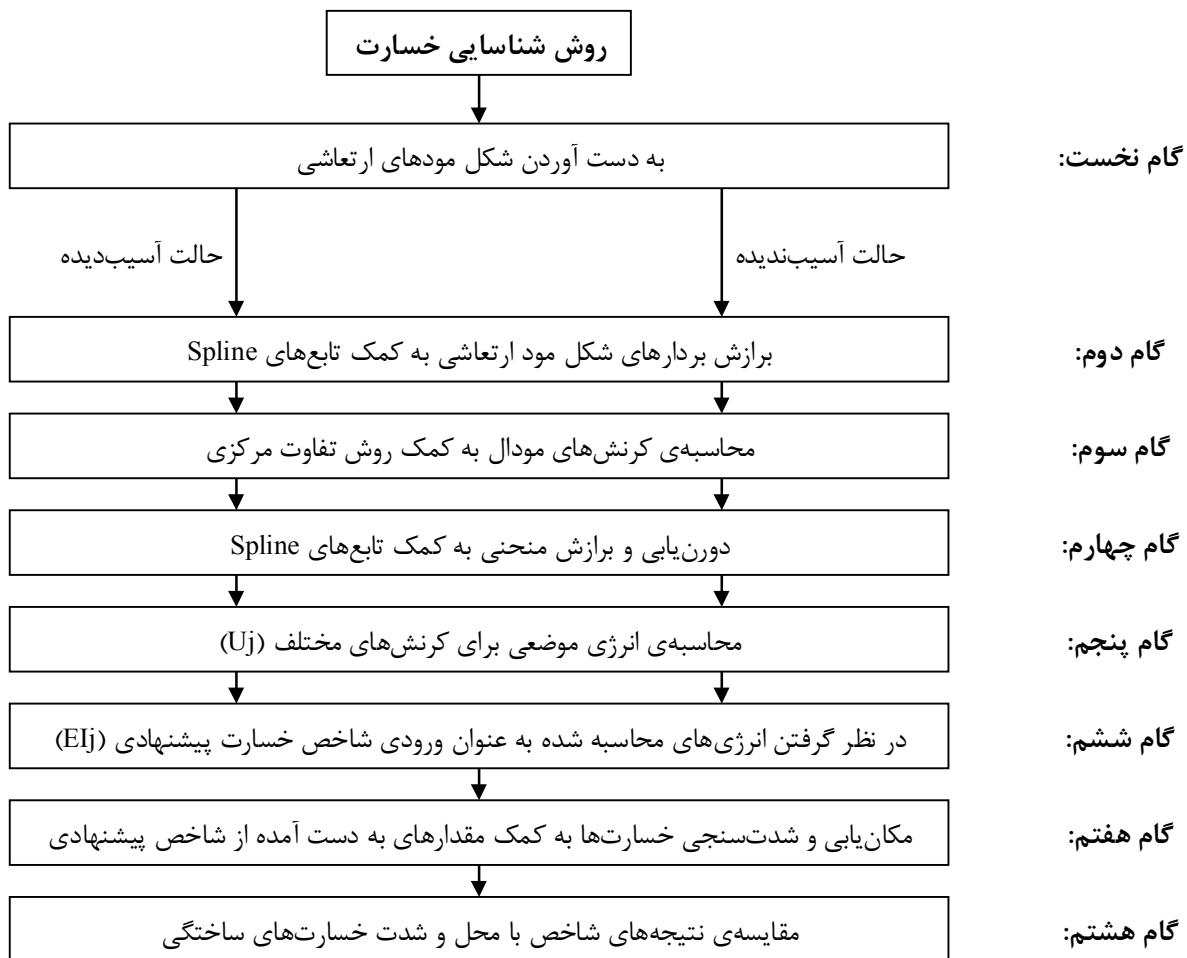 روش شناسایی خسارت
گام نخست:
به دست آوردن شکل مودهای ارتعاشی
حالت آسیب‌ندیده
حالت آسیب‌دیده
گام دوم:
برازش بردارهای شکل مود ارتعاشی به کمک تابع‌های Spline
گام سوم:
محاسبه‌ی کرنش‌های مودال به کمک روش تفاوت مرکزی
گام چهارم:
دورن‌یابی و برازش منحنی به کمک تابع‌های Spline
گام پنجم:
محاسبه‌ی انرژی موضعی برای کرنش‌های مختلف (Uj)
گام ششم:
در نظر گرفتن انرژی‌های محاسبه شده به عنوان ورودی شاخص خسارت پیشنهادی (EIj)
گام هفتم:
مکان‌یابی و شدت‌سنجی خسارت‌ها به کمک مقدارهای به دست آمده از شاخص پیشنهادی
گام هشتم:
مقایسه‌ی نتیجه‌های شاخص با محل و شدت خسارت‌های ساختگی